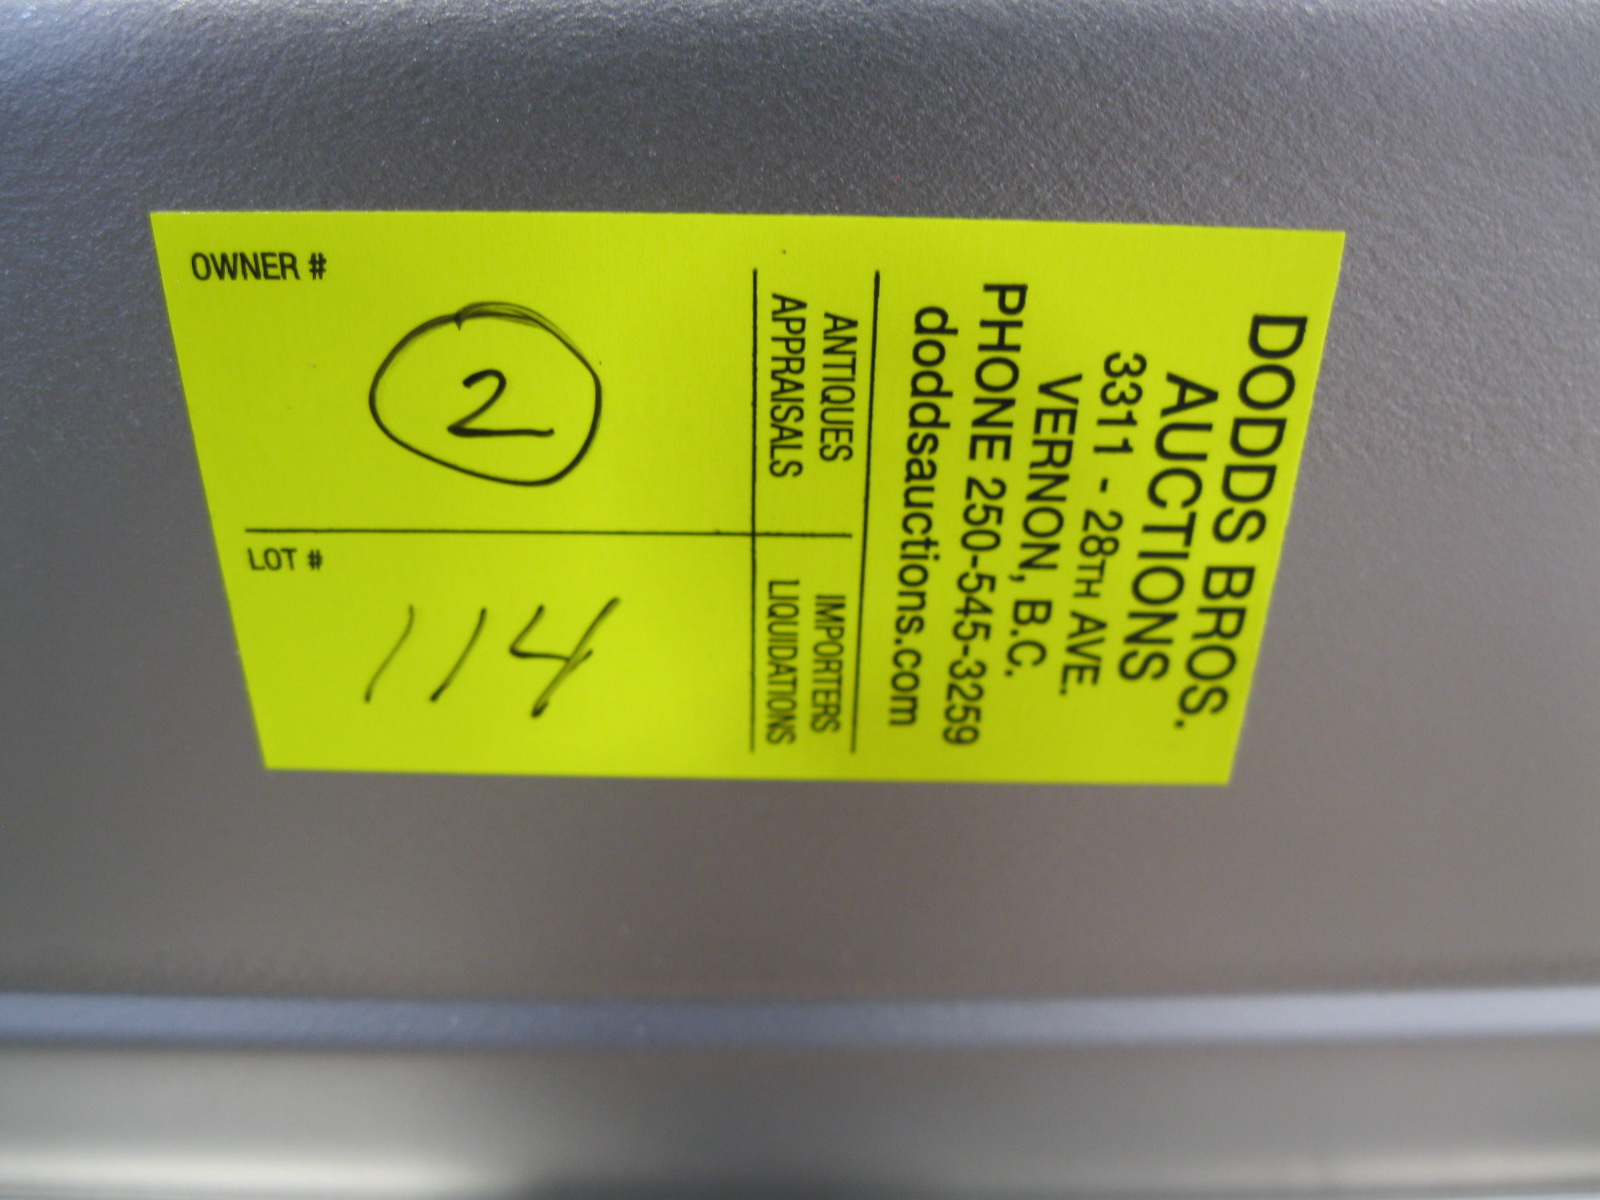 DODDS BROS.
AUCTIONS
3311 - 28TH AVE.
VERNON, B.C.
PHONE 250-545-3259
doddsauctions.com
ANTIQUES
APPRAISALS
IMPORTERS
LIQUIDATIONS
OWNER #
2
LOT #
114